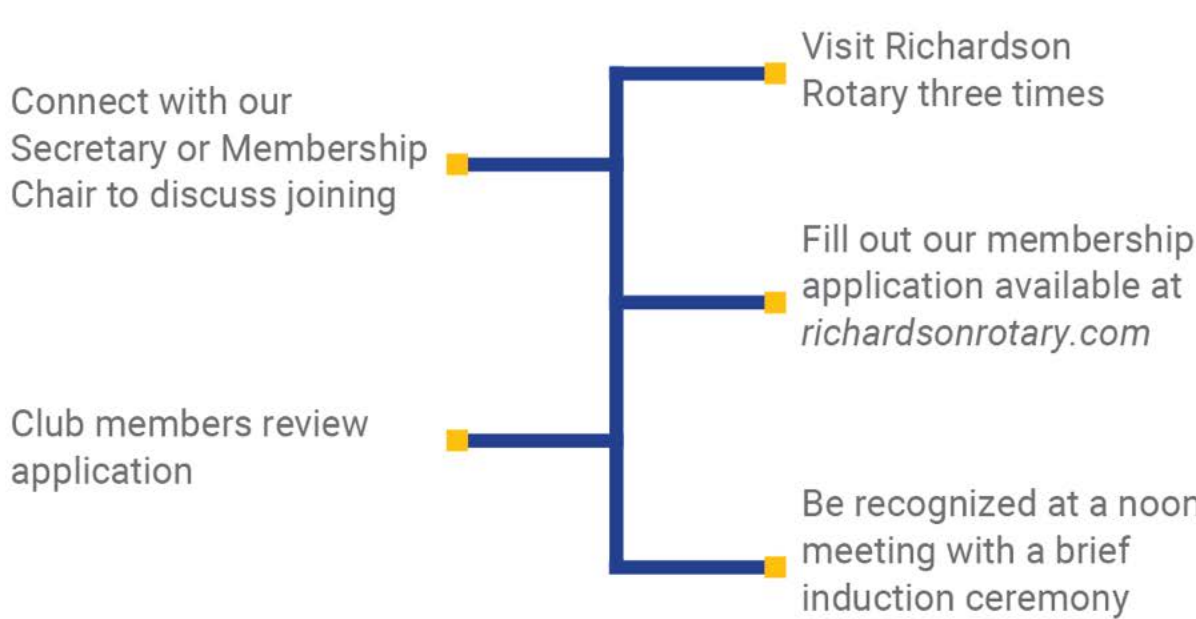 Visit Richardson
Rotary three times
Connect with our
Secretary or Membership
Chair to discuss joining
Fill out our membership
application available at
richardsonrotary.com
Club members review
application
Be recognized at a noon
meeting with a brief
induction ceremony